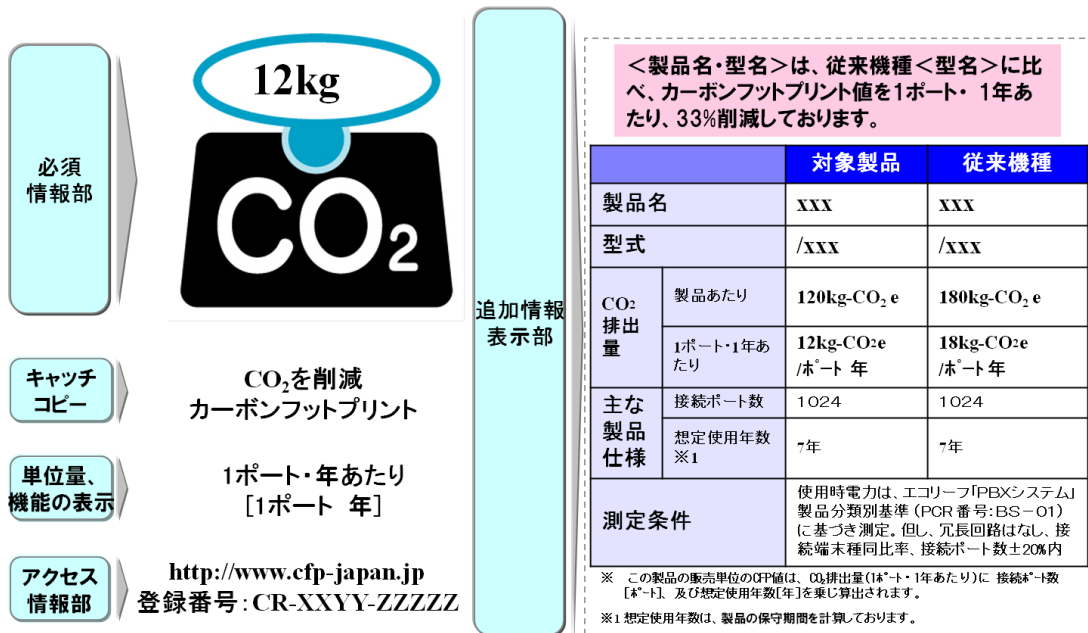 必須
情報部
12kg
CO2
キャッチ
コピー
CO₂を削減
カーボンフットプリント
単位量、
機能の表示
1ポート・年あたり
[1ポート 年]
アクセス
情報部
http://www.cfp-japan.jp
登録番号：CR-XXYY-ZZZZZ
追加情報
表示部
＜製品名・型名＞は、従来機種＜型名＞に比
べ、カーボンフットプリント値を1ポート・ 1年あ
たり、33%削減しております。
対象製品 従来機種
製品名 xxx xxx
型式 /xxx /xxx
CO2
排出
量
製品あたり 120kg-CO₂ e 180kg-CO₂ e
1ポート・1年あ
たり
12kg-CO2e
/ポート 年
18kg-CO2e
/ポート 年
主な
製品
仕様
接続ポート数 1024 1024
想定使用年数
※1
7年 7年
測定条件
使用時電力は、エコリーフ「PBXシステム」
製品分類別基準（PCR番号：BS－01）
に基づき測定。但し、冗長回路はなし、接
続端末種同比率、接続ポート数±20%内
※ この製品の販売単位のCFP値は、CO₂排出量（1ポート・1年あたり）に 接続ポート数
［ポート］、及び想定使用年数［年］を乗じ算出されます。
※1 想定使用年数は、製品の保守期間を計算しております。